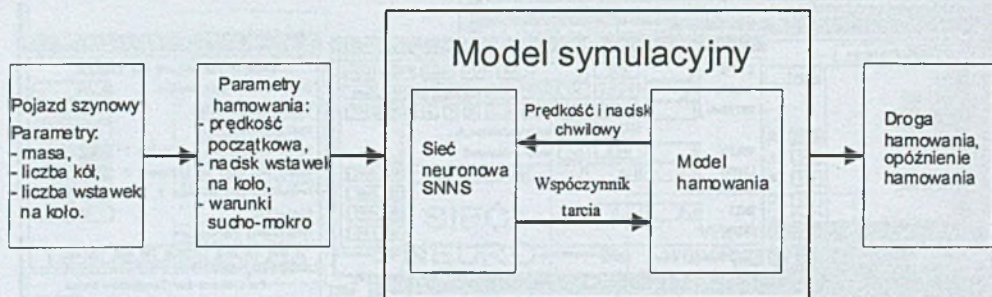 Model symulacyjny
Pojazd szynowy
Parametry:
- masa,
- liczba kół,
- liczba wstawek
na koło.
Parametry
hamowania:
- prędkość
początkowa,
- nacisk wstawek
na koło,
- warunki
sucho-mokro
Sieć
neuronowa
SNNS
Prędkość i nacisk
chwilowy
Współczynnik
tarcia
Model
hamowania
Droga
hamowania,
opóźnienie
hamowania